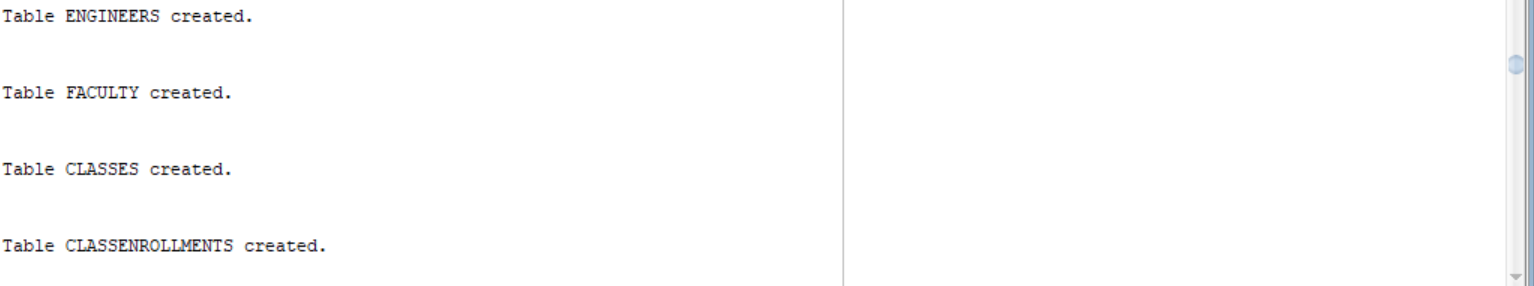 Table ENGINEERS created.
Table FACULTY created.
Table CLASSES created.
Table CLASSENROLLMENTS created.